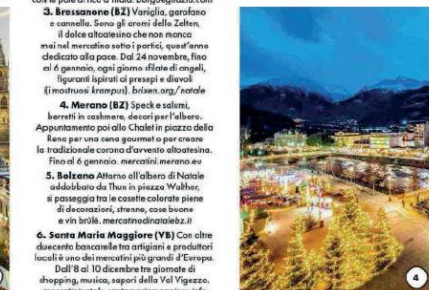 3. Bressanone (BZ) Vaniglia, garofano
e cannella. Sono gli aromi dello Zelten,
il dolce altoatesino che non manca
mai nel mercatino sotto i portici, quest'anno
dedicato alla pace. Dal 24 novembre, fino
al 6 gennaio, ogni giorno sfilate di angeli,
figuranti ispirati ai presepi e diavoli
(i mostruosi krampus). brixen.org/natale
4. Merano (BZ) Speck e salumi,
berretti in cashmere, decori per l'albero.
Appuntamento poi allo Chalet in piazza della
Rena per una cena gourmet o per creare
la tradizionale corona d'avvento altoatesina.
Fino al 6 gennaio. mercatini.merano.eu
5. Bolzano Attorno all'albero di Natale
addobbato da Thun in piazza Walther,
si passeggia tra le casette colorate piene
di decorazioni, strenne, cose buone
e vin brûlé. mercatinodinatalebz.it
6. Santa Maria Maggiore (VB) Con oltre
duecento bancarelle tra artigiani e produttori
locali è uno dei mercatini più grandi d'Europa.
Dall'8 al 10 dicembre tre giornate di
shopping, musica, sapori della Val Vigezzo.
4